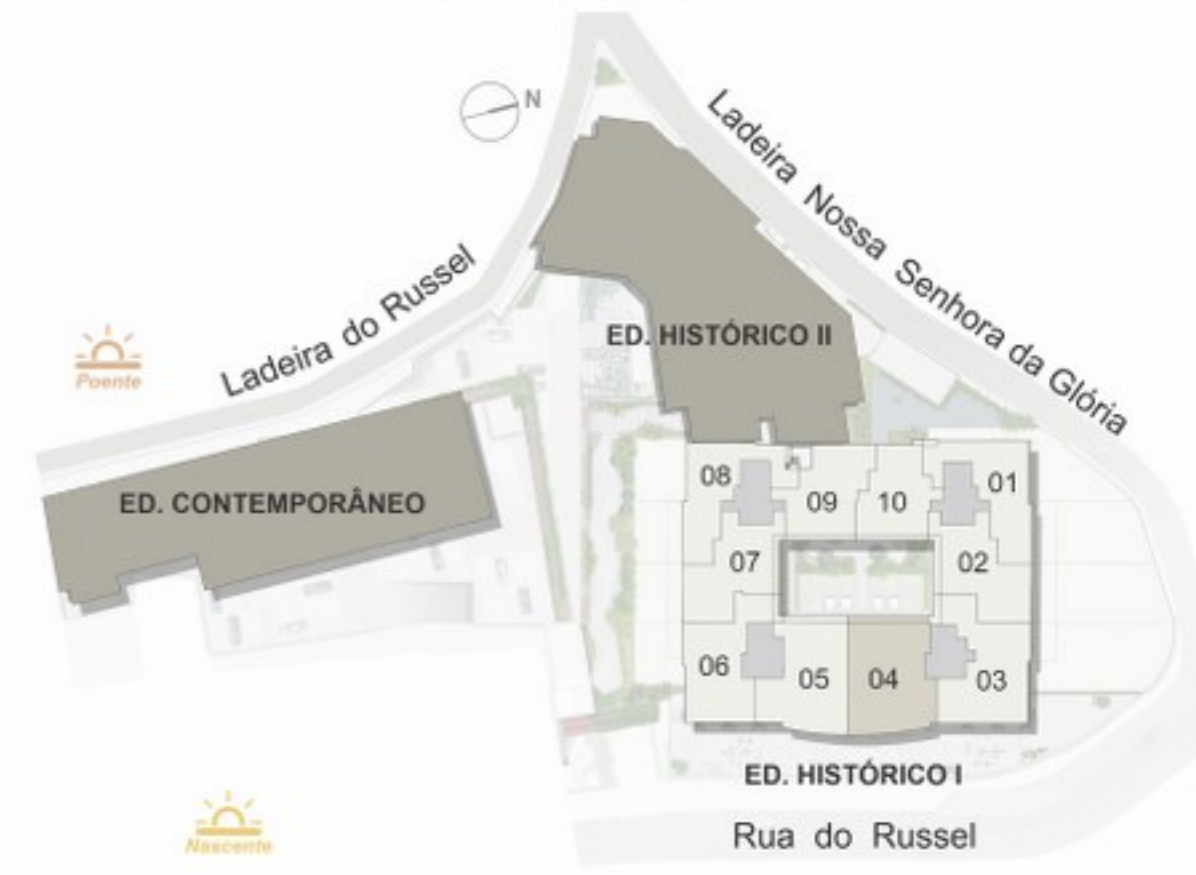 N
Ladeira Nossa Senhora da Glória
Ladeira do Russel
Poente
ED. HISTÓRICO II
ED. CONTEMPORÂNEO
08
09
10
01
07
02
06
05
04
03
ED. HISTÓRICO I
Rua do Russel
Nascente